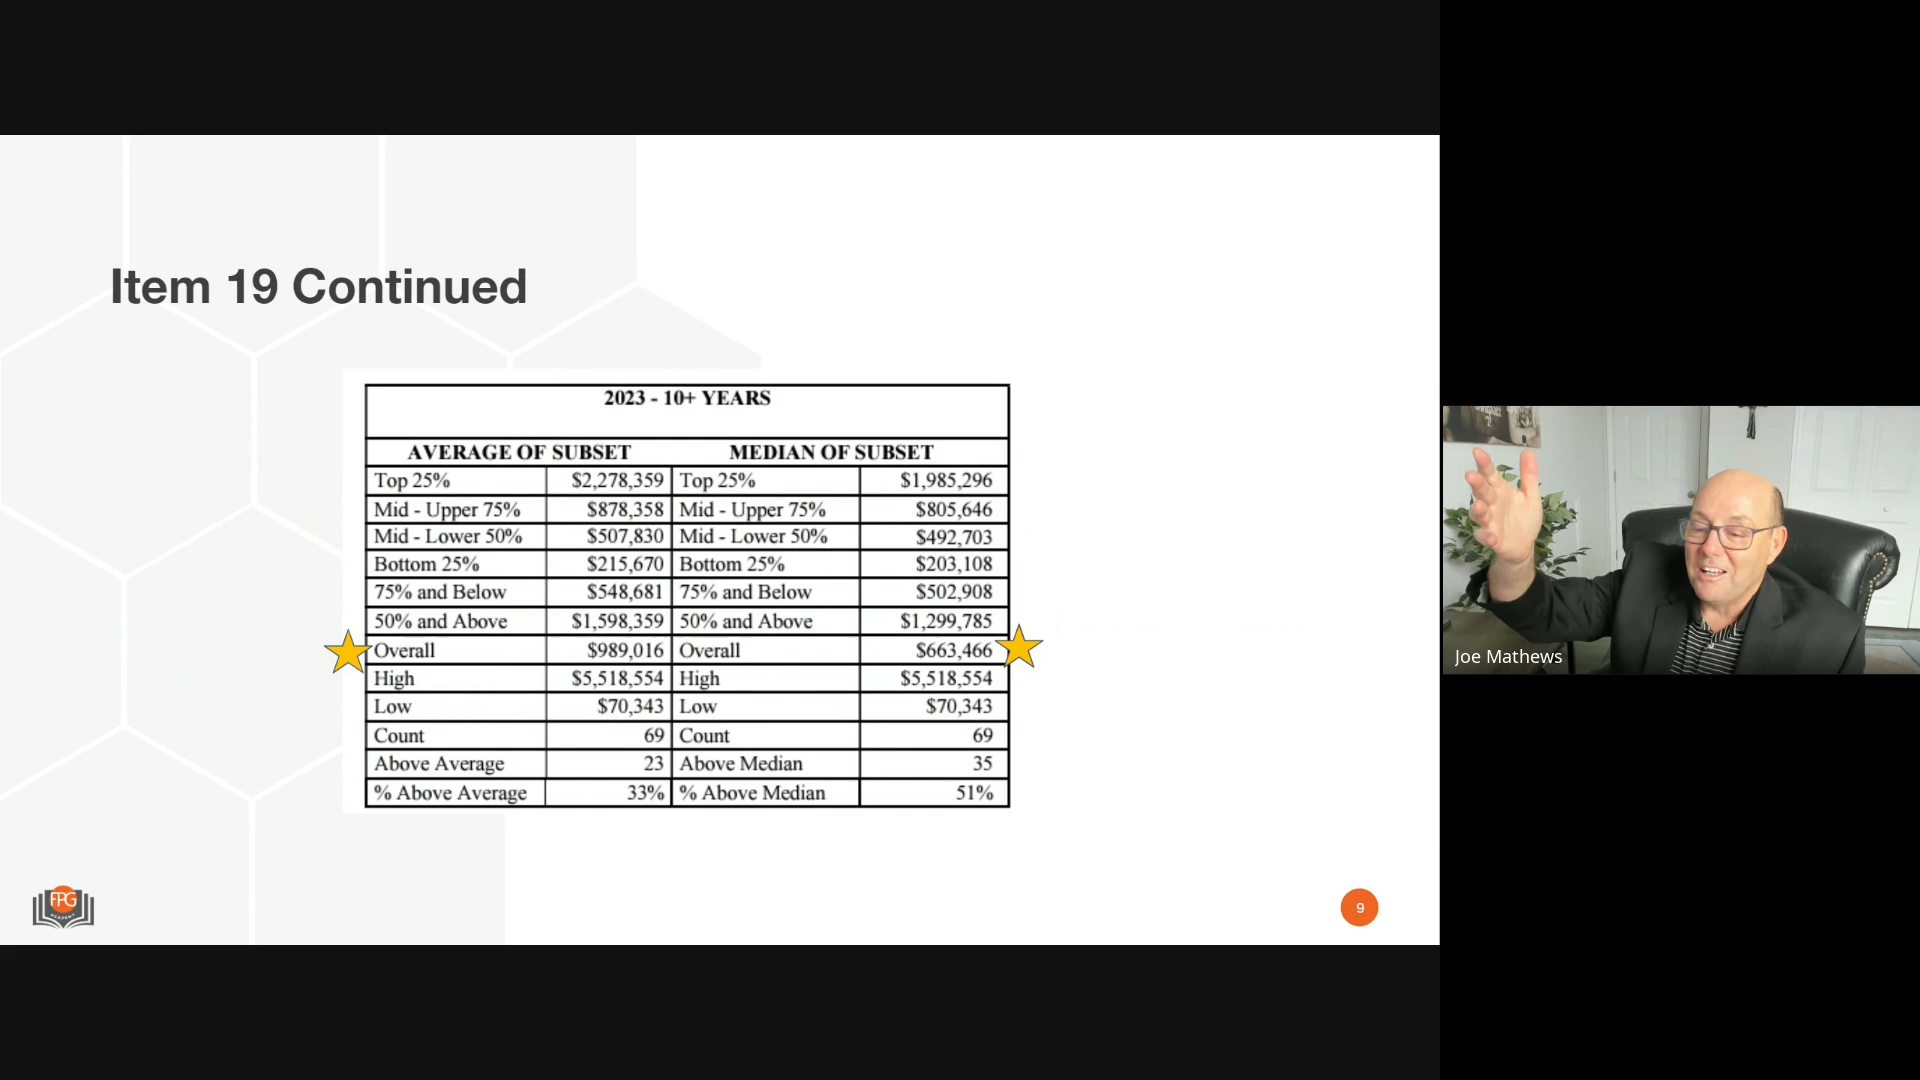 Item 19 Continued
2023 - 10+ YEARS
AVERAGE OF SUBSET MEDIAN OF SUBSET
Top 25% $2,278,359 Top 25% $1,985,296
Mid - Upper 75% $878,358 Mid - Upper 75% $805,646
Mid - Lower 50% $507,830 Mid - Lower 50% $492,703
Bottom 25% $215,670 Bottom 25% $203,108
75% and Below $548,681 75% and Below $502,908
50% and Above $1,598,359 50% and Above $1,299,785
Overall $989,016 Overall $663,466
High $5,518,554 High $5,518,554
Low $70,343 Low $70,343
Count 69 Count 69
Above Average 23 Above Median 35
% Above Average 33% % Above Median 51%
FPG
ACADEMY
9
Joe Mathews